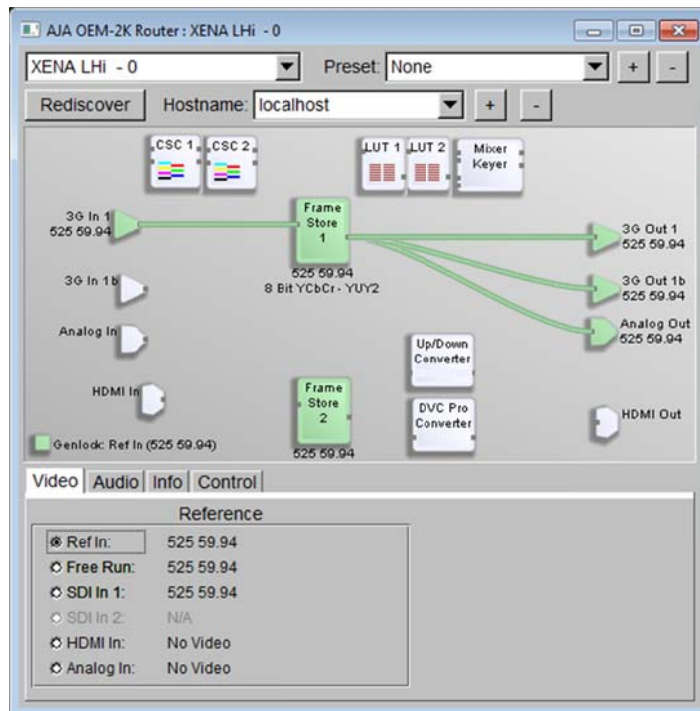 AJA OEM-2K Router : XENA LHi - 0
XENA LHi - 0
Preset: None
+ -
Rediscover
Hostname: localhost
+ -
CSC 1 CSC 2
LUT 1 LUT 2
Mixer
Keyer
3G In 1
525 59.94
Frame
Store
1
525 59.94
8 Bit YCbCr - YUY2
3G Out 1
525 59.94
3G In 1b
3G Out 1b
525 59.94
Analog In
Analog Out
525 59.94
Up/Down
Converter
HDMI In
Frame
Store
2
525 59.94
DVC Pro
Converter
HDMI Out
Genlock: Ref In (525 59.94)
Video Audio Info Control
Reference
Ref In: 525 59.94
Free Run: 525 59.94
SDI In 1: 525 59.94
SDI In 2: N/A
HDMI In: No Video
Analog In: No Video